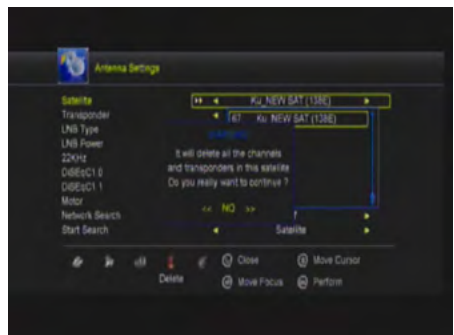 Antenna Settings
Satellite Ku_NEW SAT (138E)
Transponder 67 Ku_NEW SAT (138E)
LNB Type
LNB Power
22KHz
DiSEqC1.0
DiSEqC1.1
Motor
Network Search
Start Search Satellite
It will delete all the channels
and transponders in this satellite
Do you really want to continue ?
<< NO >>
Delete
Close Move Cursor
Move Focus Perform